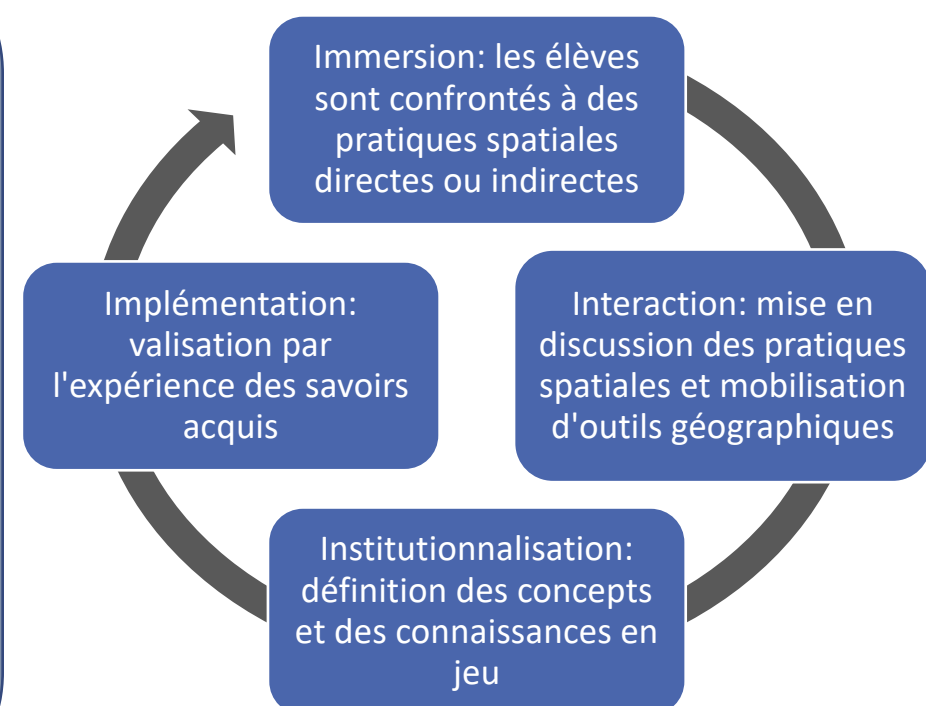 Immersion: les élèves
sont confrontés à des
pratiques spatiales
directes ou indirectes
Interaction: mise en
discussion des pratiques
spatiales et mobilisation
d'outils géographiques
Institutionnalisation:
définition des concepts
et des connaissances en
jeu
Implémentation:
valisation par
l'expérience des savoirs
acquis